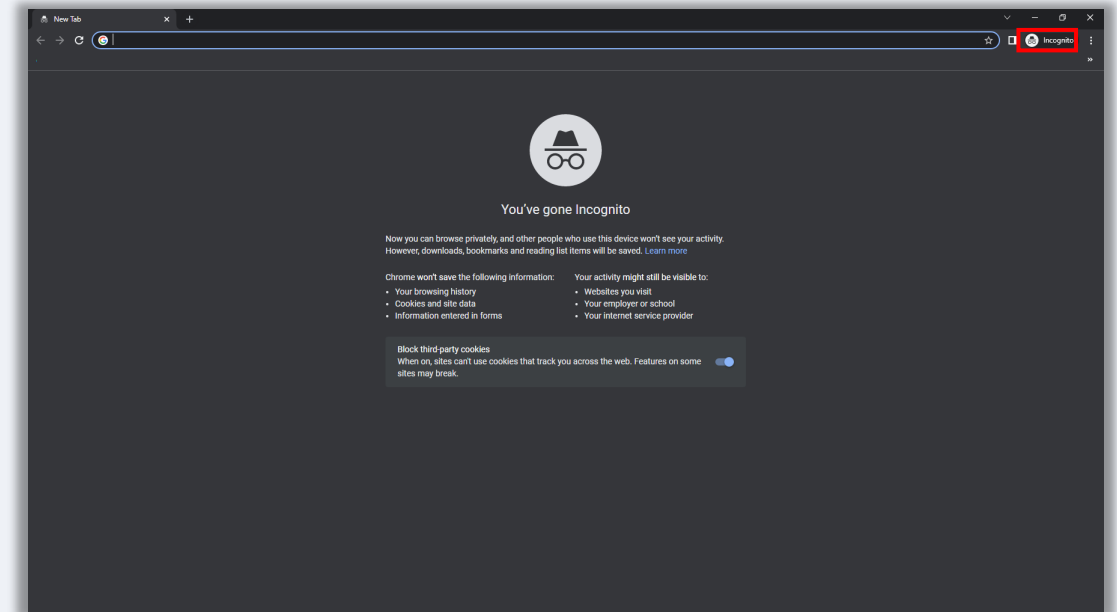 New Tab
Incognito
You've gone Incognito
Now you can browse privately, and other people who use this device won't see your activity.
However, downloads, bookmarks and reading list items will be saved. Learn more
Chrome won't save the following information:
• Your browsing history
• Cookies and site data
• Information entered in forms
Your activity might still be visible to:
• Websites you visit
• Your employer or school
• Your internet service provider
Block third-party cookies
When on, sites can't use cookies that track you across the web. Features on some
sites may break.